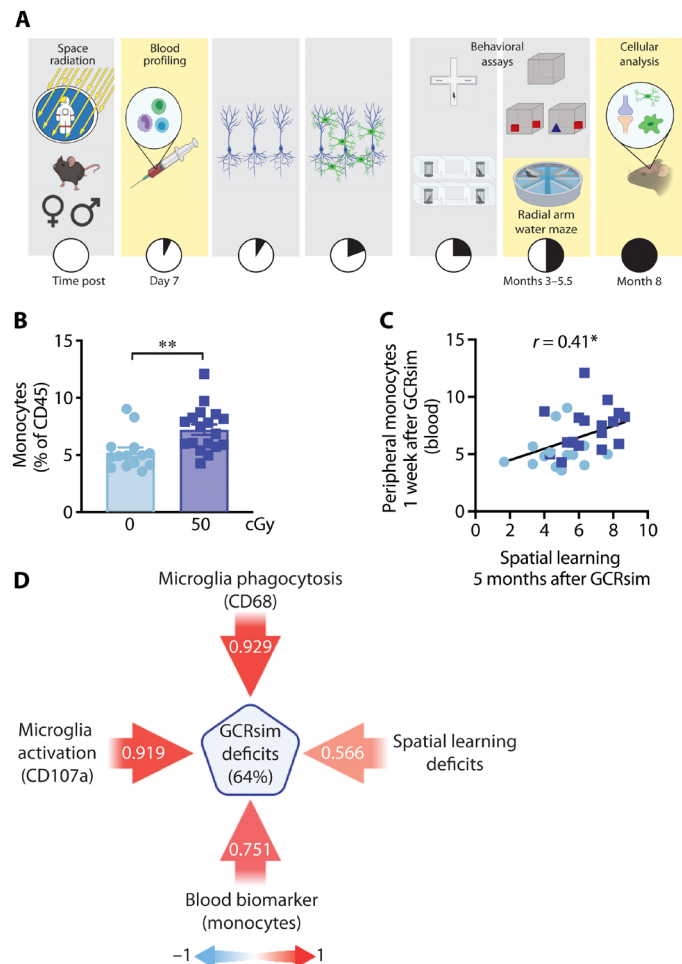 A
Space
radiation
Blood
profiling
Behavioral
assays
Cellular
analysis
Radial arm
water maze
Time post
Day 7
Months 3–5.5
Month 8
B
Monocytes
(% of CD45)
15
10
5
0
**
0
50
cGy
C
Peripheral monocytes
1 week after GCRsim
(blood)
15
10
5
0
r = 0.41*
0
2
4
6
8
10
Spatial learning
5 months after GCRsim
D
Microglia phagocytosis
(CD68)
0.929
Microglia
activation
(CD107a)
0.919
GCRsim
deficits
(64%)
0.566
Spatial learning
deficits
0.751
Blood biomarker
(monocytes)
–1
1